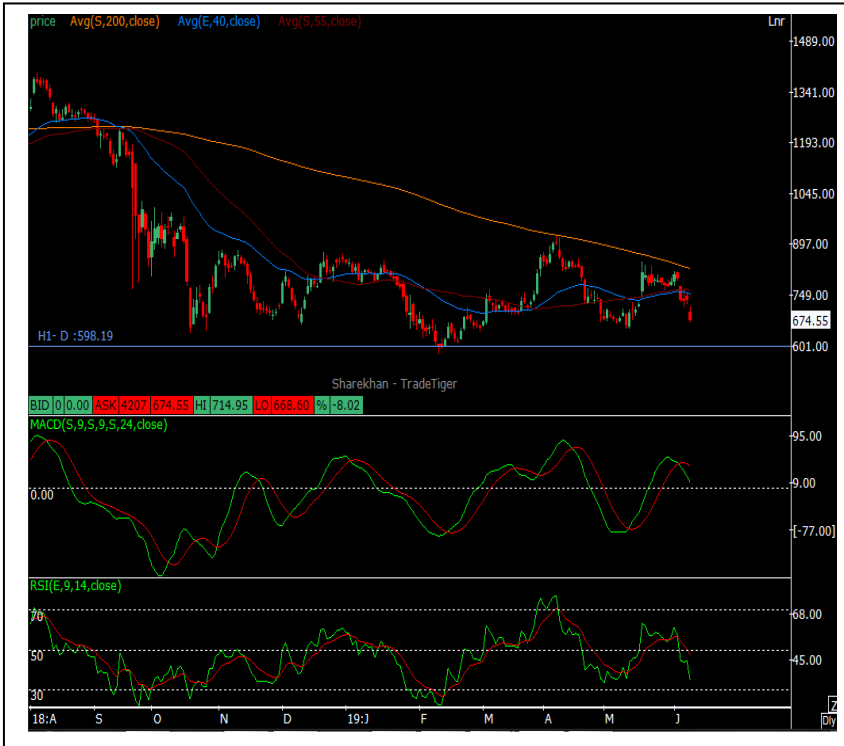 price Avg(S,200,close) Avg(E,40,close) Avg(S,55,close) Lnr
1489.00
1341.00
1193.00
1045.00
897.00
749.00
674.55
H1- D :598.19
601.00
Sharekhan - TradeTiger
BID 0 0.00 ASK 4207 674.55 HI 714.95 LO 668.60 % -8.02
MACD(S,9,S,9,S,24,close)
95.00
9.00
0.00
[-77.00]
RSI(E,9,14,close)
70
68.00
50
45.00
30
18:A S O N D 19:J F M A M J
Z
Dly